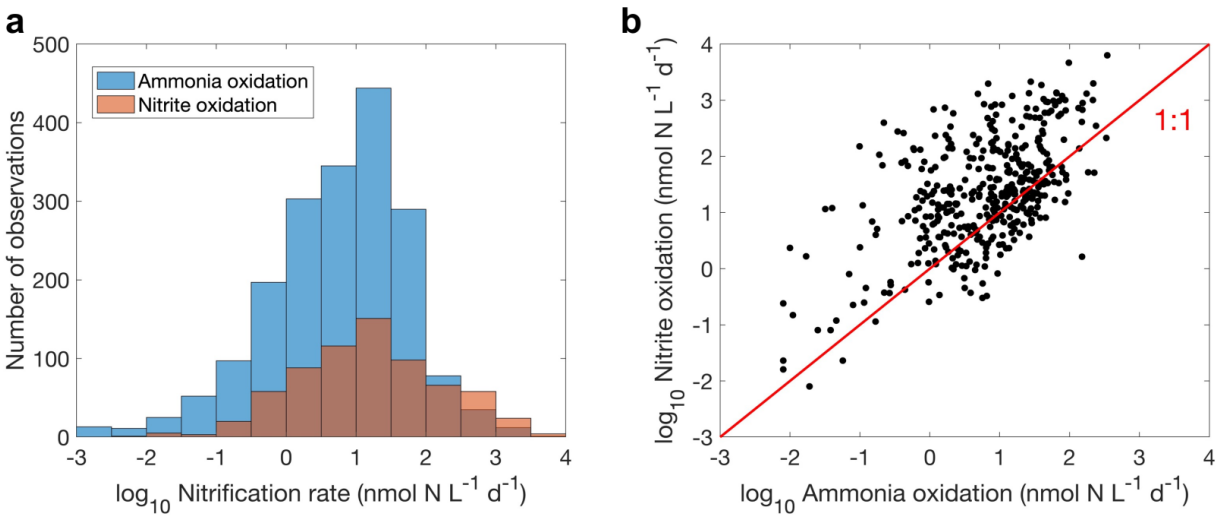 a
500
400
300
200
100
0
Number of observations
Ammonia oxidation
Nitrite oxidation
-3 -2 -1 0 1 2 3 4
log10 Nitrification rate (nmol N L-1 d-1)
b
4
3
2
1
0
-1
-2
-3
log10 Nitrite oxidation (nmol N L-1 d-1)
1:1
-3 -2 -1 0 1 2 3 4
log10 Ammonia oxidation (nmol N L-1 d-1)